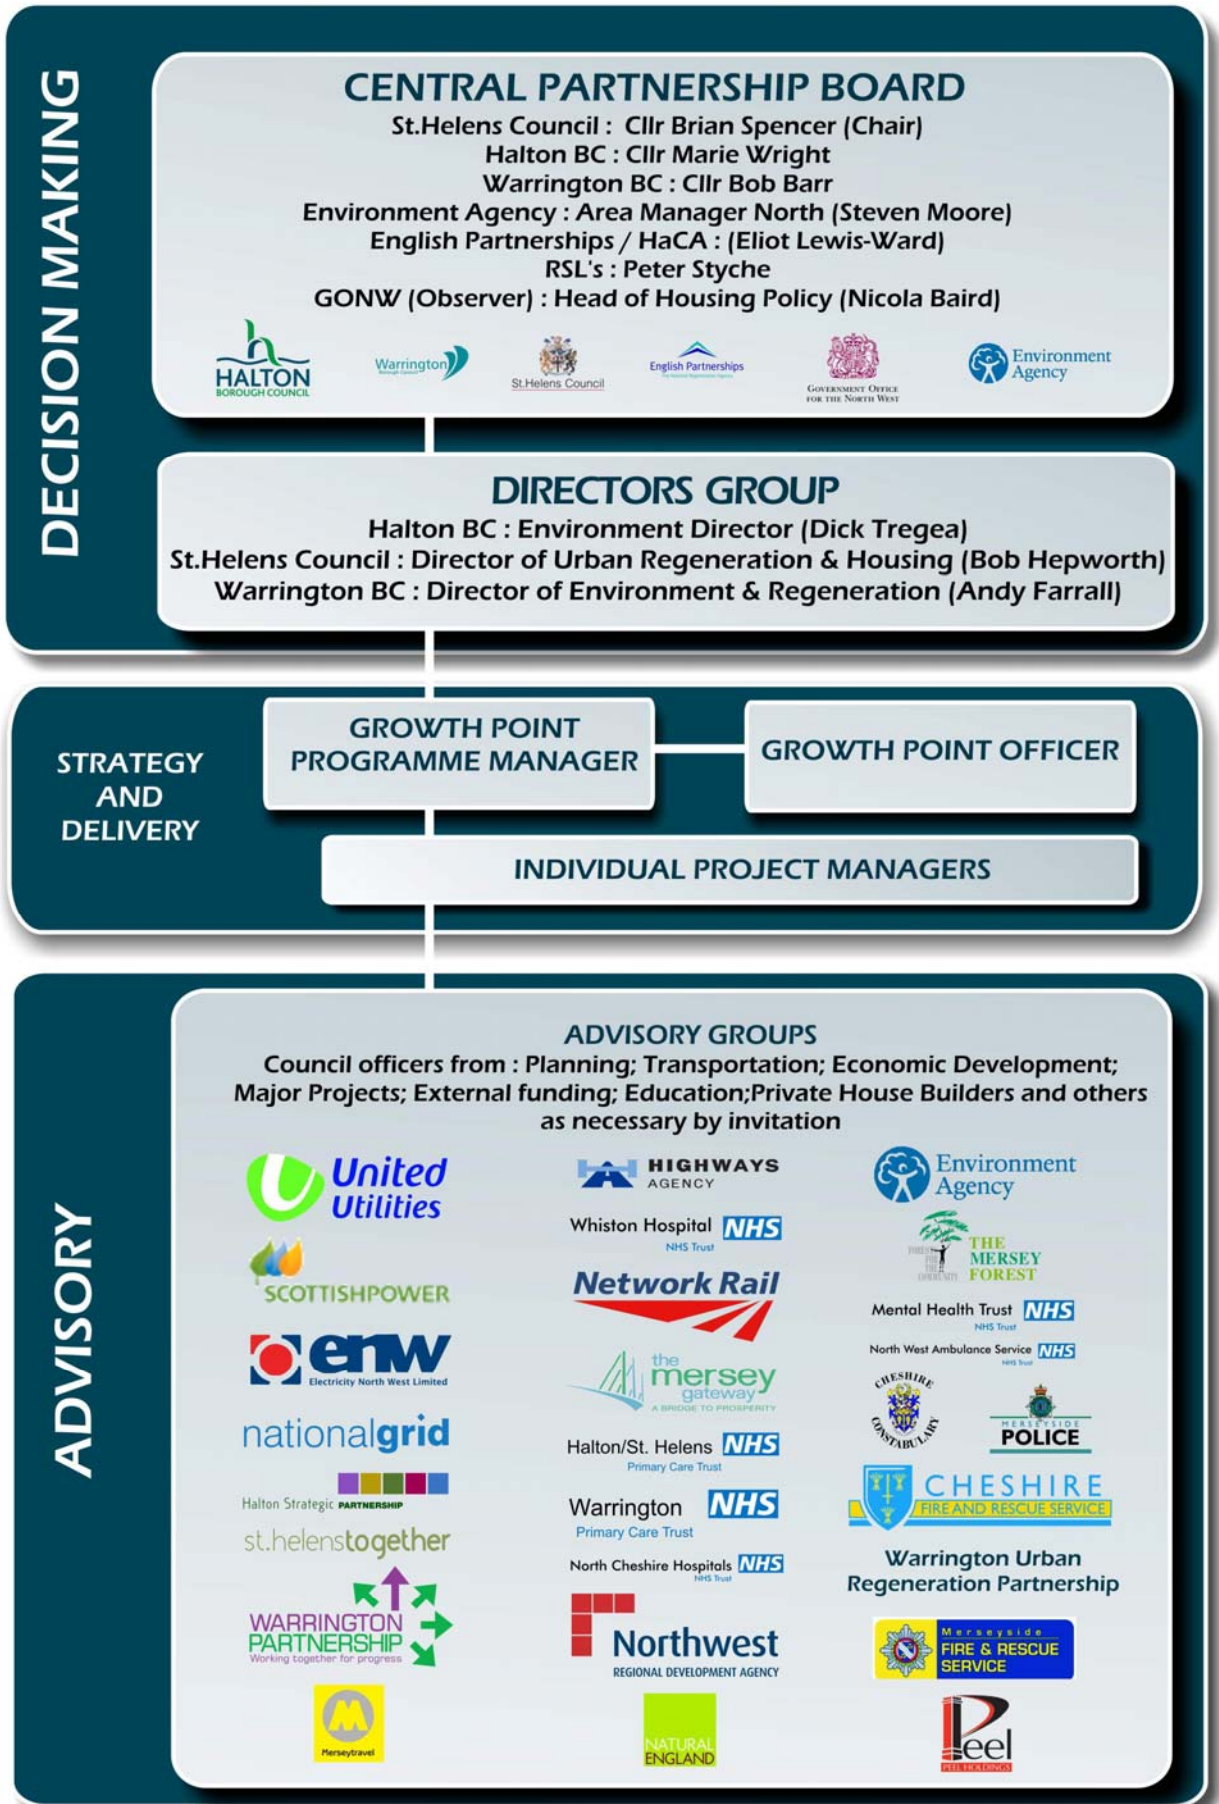 DECISION MAKING
CENTRAL PARTNERSHIP BOARD
St.Helens Council : Cllr Brian Spencer (Chair)
Halton BC : Cllr Marie Wright
Warrington BC : Cllr Bob Barr
Environment Agency : Area Manager North (Steven Moore)
English Partnerships / HaCA : (Eliot Lewis-Ward)
RSL's : Peter Styche
GONW (Observer) : Head of Housing Policy (Nicola Baird)
HALTON
BOROUGH COUNCIL
Warrington
Borough Council
St.Helens Council
English Partnerships
GOVERNMENT OFFICE
FOR THE NORTH WEST
Environment
Agency
DIRECTORS GROUP
Halton BC : Environment Director (Dick Tregea)
St.Helens Council : Director of Urban Regeneration & Housing (Bob Hepworth)
Warrington BC : Director of Environment & Regeneration (Andy Farrall)
STRATEGY
AND
DELIVERY
GROWTH POINT
PROGRAMME MANAGER
GROWTH POINT OFFICER
INDIVIDUAL PROJECT MANAGERS
ADVISORY
ADVISORY GROUPS
Council officers from : Planning; Transportation; Economic Development;
Major Projects; External funding; Education;Private House Builders and others
as necessary by invitation
United
Utilities
SCOTTISHPOWER
enw
Electricity North West Limited
nationalgrid
Halton Strategic PARTNERSHIP
st.helenstogether
WARRINGTON
PARTNERSHIP
Working together for progress
M
Merseytravel
HIGHWAYS
AGENCY
Whiston Hospital NHS
NHS Trust
Network Rail
the
mersey
gateway
A BRIDGE TO PROSPERITY
Halton/St. Helens NHS
Primary Care Trust
Warrington NHS
Primary Care Trust
North Cheshire Hospitals NHS
NHS Trust
Northwest
REGIONAL DEVELOPMENT AGENCY
NATURAL
ENGLAND
Environment
Agency
THE
MERSEY
FOREST
FOREST
FOR
THE
COMMUNITY
Mental Health Trust NHS
NHS Trust
North West Ambulance Service NHS
NHS Trust
CHESHIRE
CONSTABULARY
MERSEYSIDE
POLICE
CHESHIRE
FIRE AND RESCUE SERVICE
Warrington Urban
Regeneration Partnership
Merseyside
FIRE & RESCUE
SERVICE
Peel
PEEL HOLDINGS